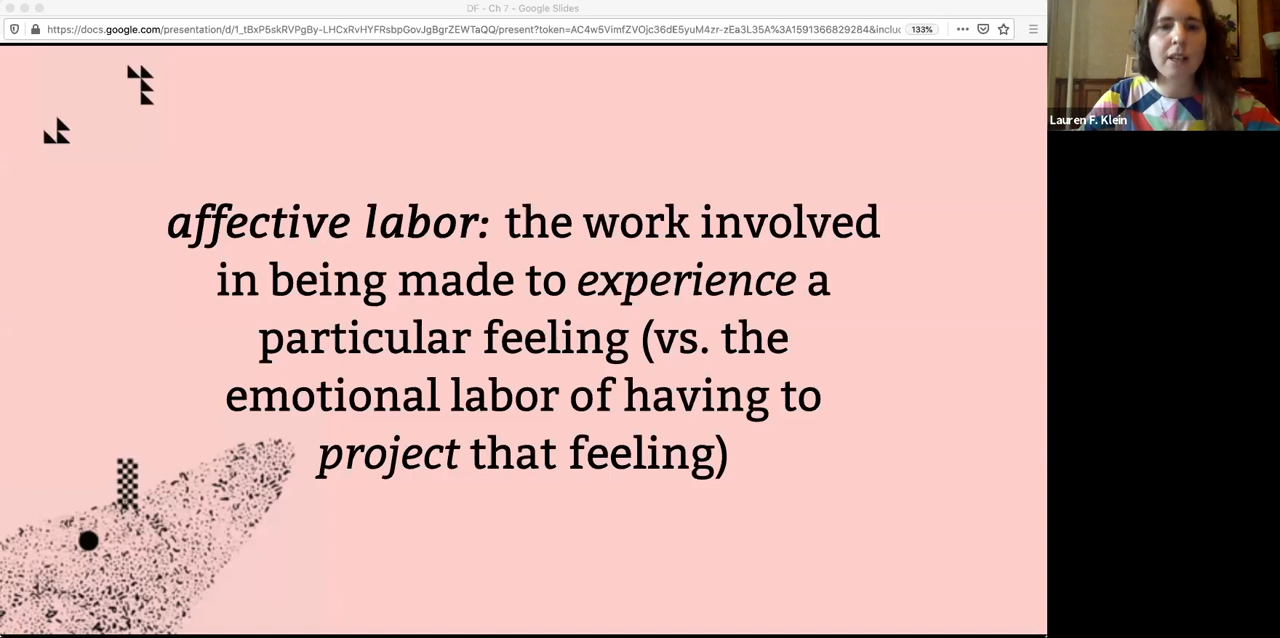 DF - Ch 7 - Google Slides
https://docs.google.com/presentation/d/1_tBxP5skRVPgBy-LHCxRvHYFRsbpGovJgBgrZEWTaQQ/present?token=AC4w5VimfZVOjc36dE5yuM4zr-zEa3L35A%3A1591366829284&inclu
133%
Lauren F. Klein
affective labor: the work involved
in being made to experience a
particular feeling (vs. the
emotional labor of having to
project that feeling)